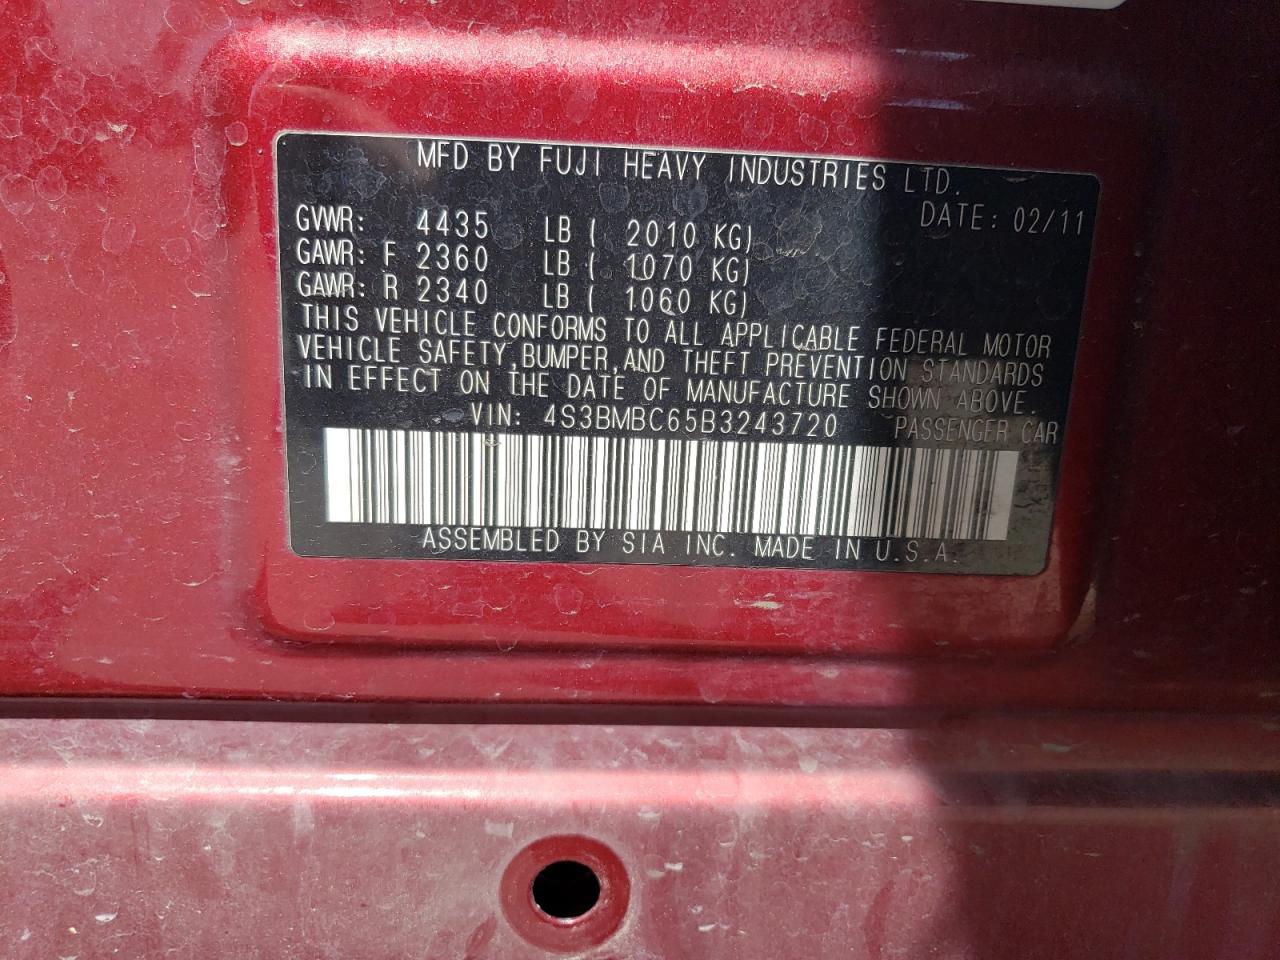 MFD BY FUJI HEAVY INDUSTRIES LTD.
DATE: 02/11
GVWR: 4435 LB ( 2010 KG)
GAWR: F 2360 LB ( 1070 KG)
GAWR: R 2340 LB ( 1060 KG)
THIS VEHICLE CONFORMS TO ALL APPLICABLE FEDERAL MOTOR
VEHICLE SAFETY,BUMPER,AND THEFT PREVENTION STANDARDS
IN EFFECT ON THE DATE OF MANUFACTURE SHOWN ABOVE.
VIN: 4S3BMBC65B3243720 PASSENGER CAR
ASSEMBLED BY SIA INC. MADE IN U.S.A.